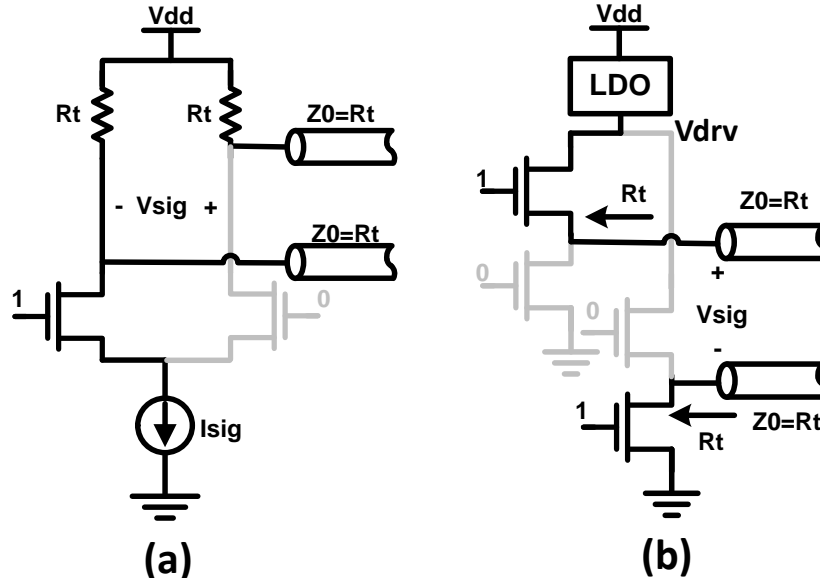 Vdd
Rt
Rt
Z0=Rt
- Vsig +
Z0=Rt
1
0
Isig
(a)
Vdd
LDO
Vdrv
1
Rt
Z0=Rt
0
+
0
Vsig
-
1
Rt
Z0=Rt
(b)